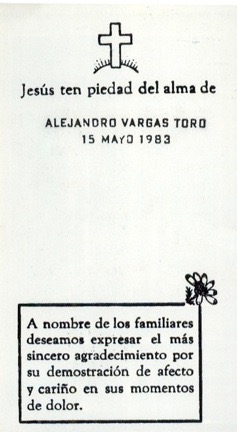 Jesús ten piedad del alma de
ALEJANDRO VARGAS TORO
15 MAYO 1983
A nombre de los familiares
deseamos expresar el más
sincero agradecimiento por
su demostración de afecto
y cariño en sus momentos
de dolor.